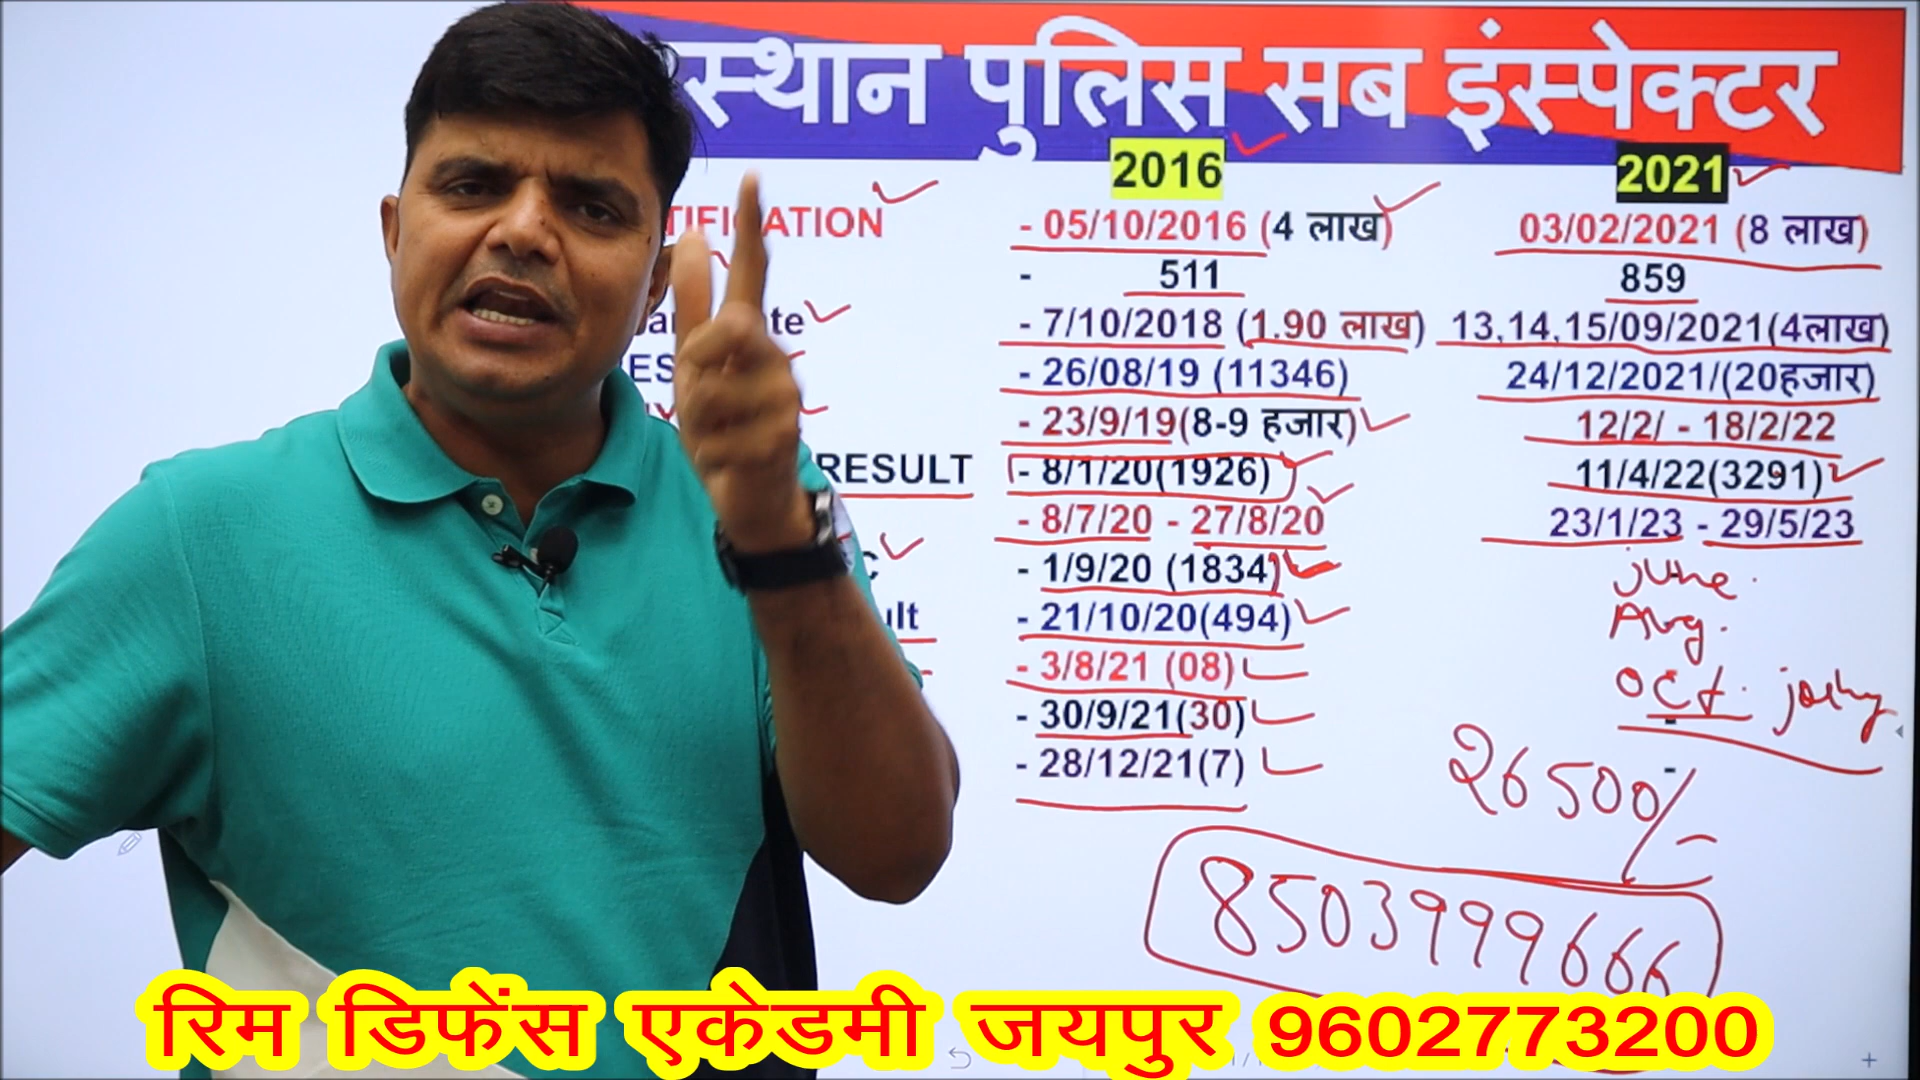 स्थान पुलिस सब इंस्पेक्टर
2016 2021
TIFICATION - 05/10/2016 (4 लाख) 03/02/2021 (8 लाख)
- 511 859
te - 7/10/2018 (1.90 लाख) 13,14,15/09/2021(4लाख)
ES - 26/08/19 (11346) 24/12/2021/(20हजार)
- 23/9/19(8-9 हजार) 12/2/ - 18/2/22
RESULT - 8/1/20(1926) 11/4/22(3291)
- 8/7/20 - 27/8/20 23/1/23 - 29/5/23
C - 1/9/20 (1834) june
ult - 21/10/20(494) Aug.
- 3/8/21 (08) Oct.
- 30/9/21(30)
- 28/12/21(7) -
26500/-
8503999666
रिम डिफेंस एकेडमी जयपुर 9602773200